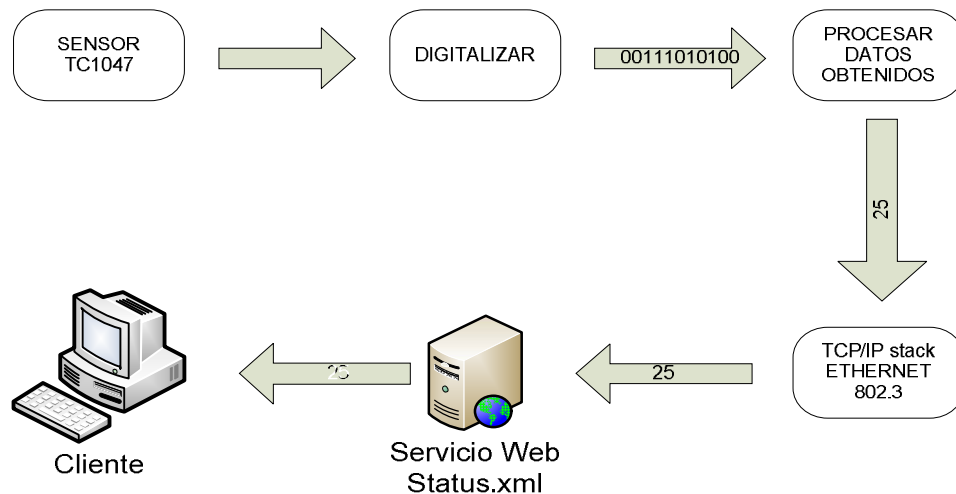 SENSOR
TC1047
DIGITALIZAR
00111010100
PROCESAR
DATOS
OBTENIDOS
25
TCP/IP stack
ETHERNET
802.3
25
Servicio Web
Status.xml
25
Cliente